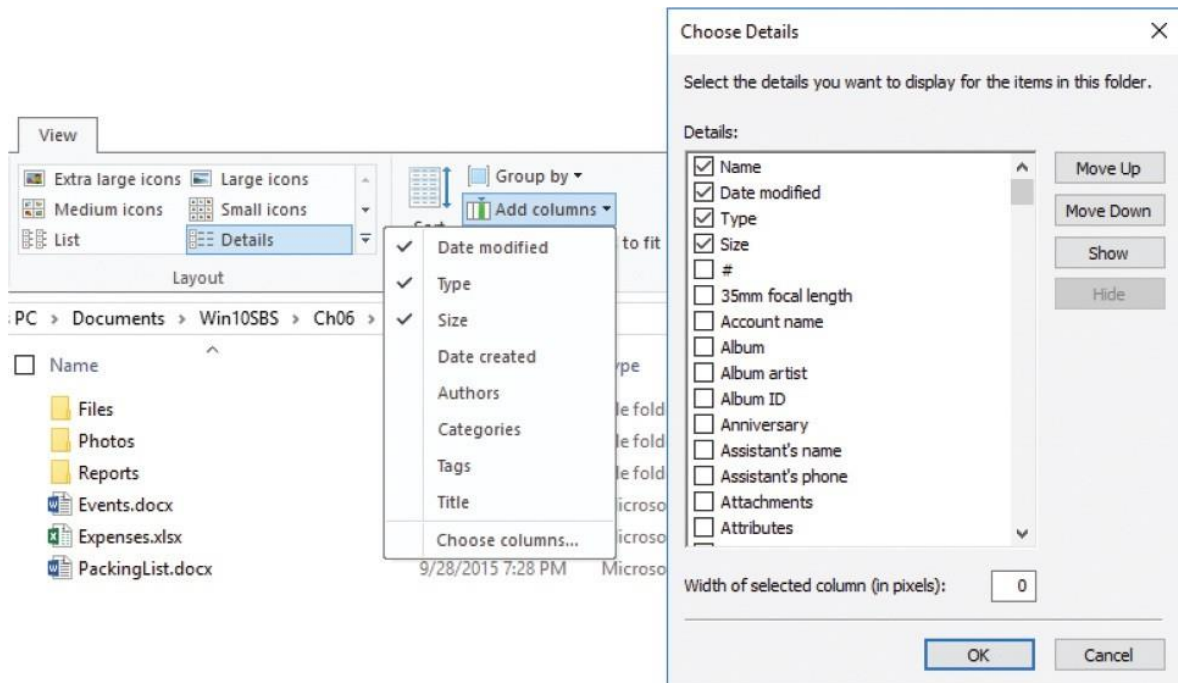 View
Extra large icons Large icons
Medium icons Small icons
List Details
Layout
Group by
Add columns
to fit
Date modified
Type
Size
Date created
Authors
Categories
Tags
Title
Choose columns...
PC > Documents > Win10SBS > Ch06 >
Name
Files
Photos
Reports
Events.docx
Expenses.xlsx
PackingList.docx 9/28/2015 7:28 PM
Choose Details
Select the details you want to display for the items in this folder.
Details:
Name
Date modified
Type
Size
#
35mm focal length
Account name
Album
Album artist
Album ID
Anniversary
Assistant's name
Assistant's phone
Attachments
Attributes
Move Up
Move Down
Show
Hide
Width of selected column (in pixels): 0
OK Cancel